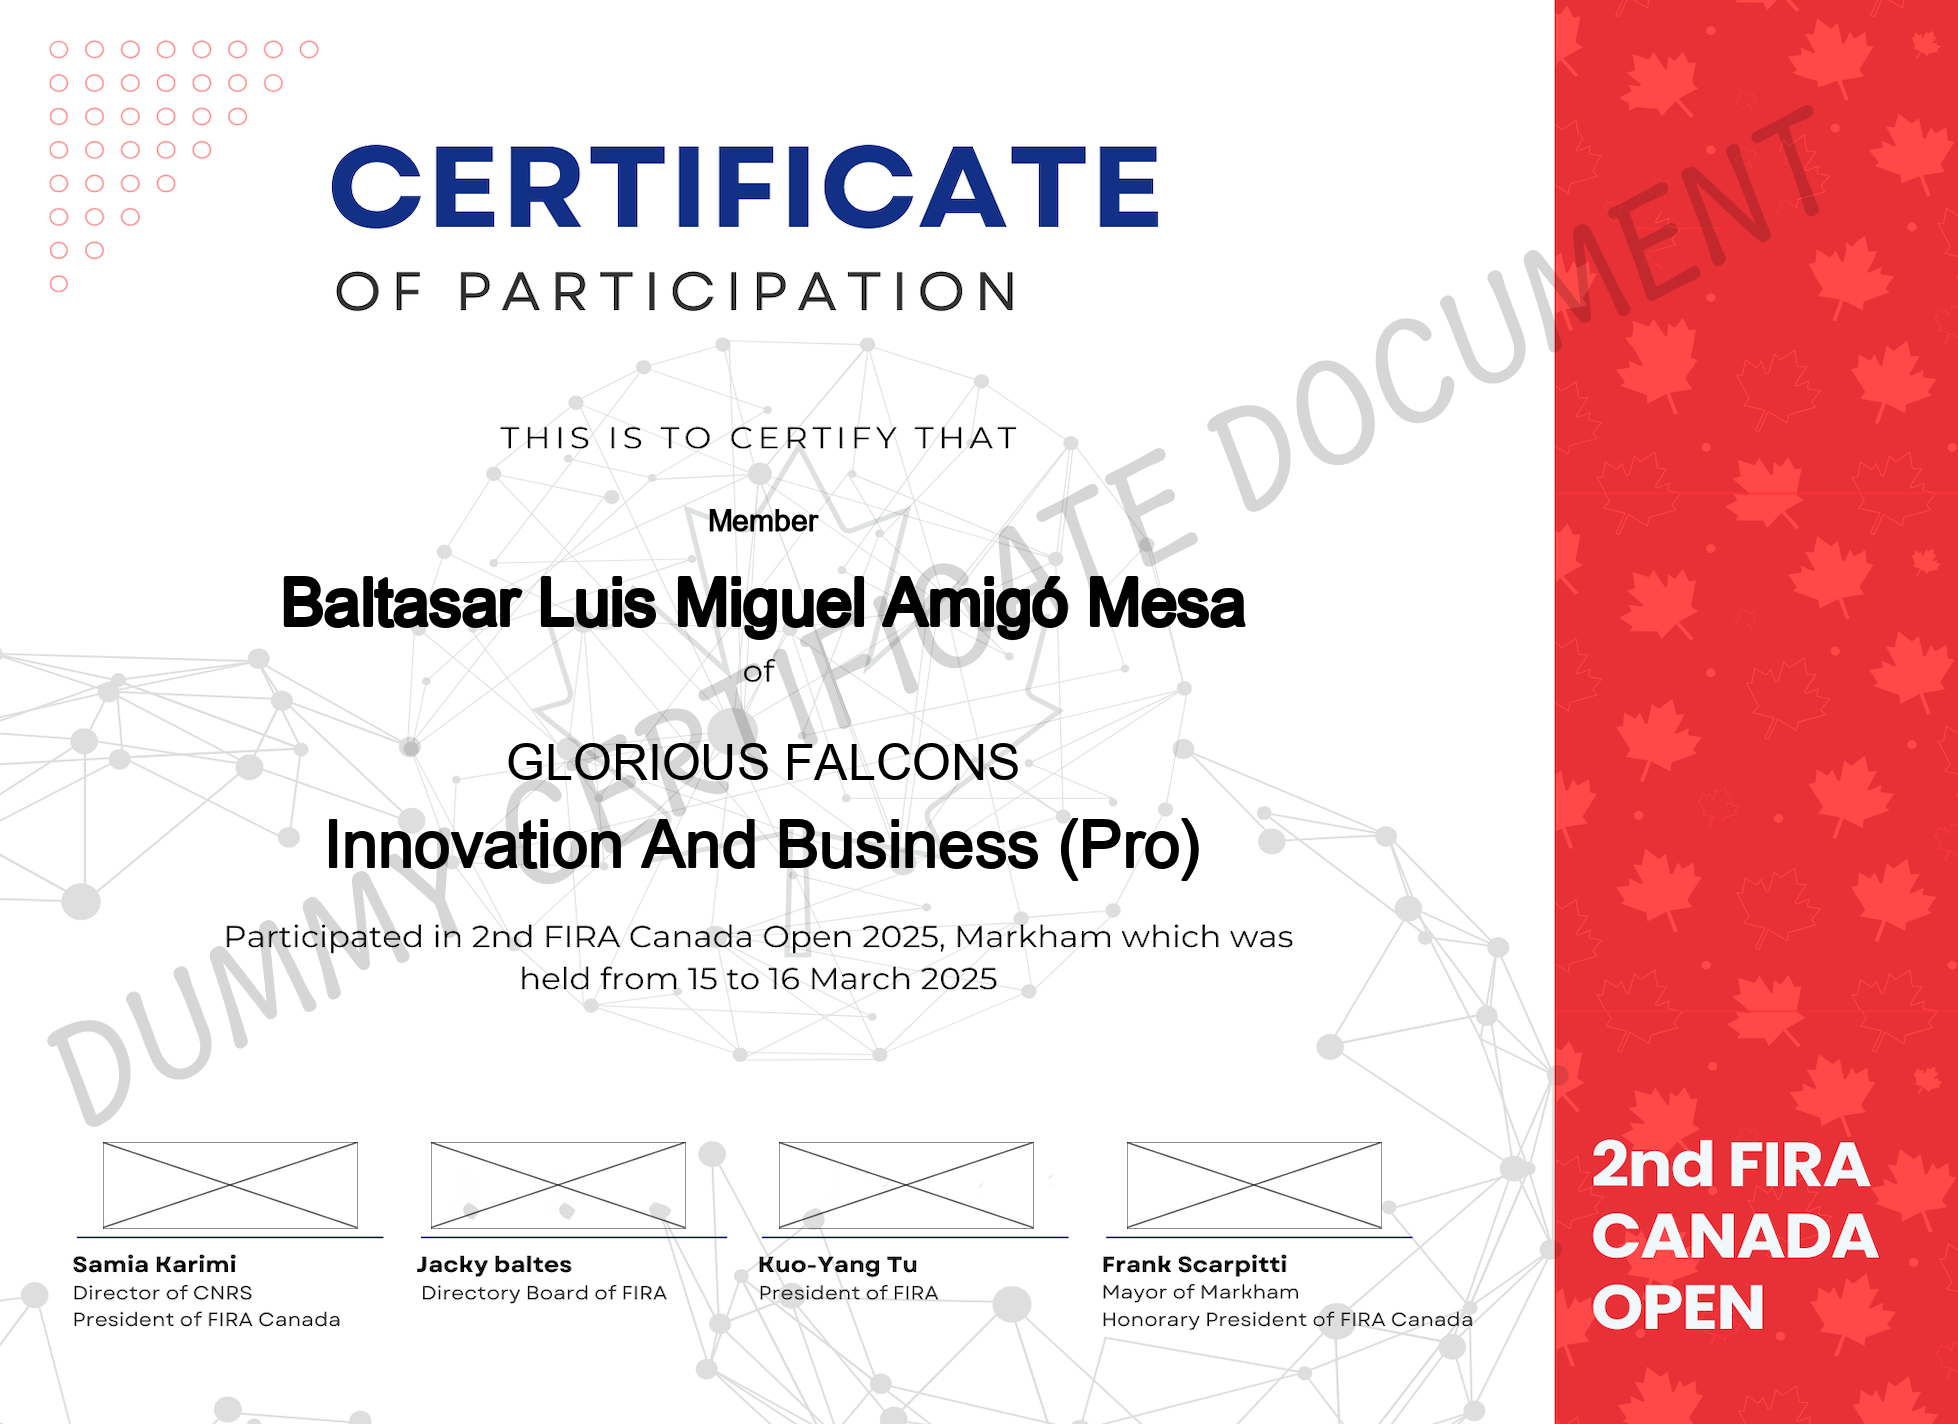 CERTIFICATE
OF PARTICIPATION
THIS IS TO CERTIFY THAT
Member
Baltasar Luis Miguel Amigó Mesa
of
GLORIOUS FALCONS
Innovation And Business (Pro)
Participated in 2nd FIRA Canada Open 2025, Markham which was
held from 15 to 16 March 2025
DUMMY CERTIFICATE DOCUMENT
Samia Karimi
Director of CNRS
President of FIRA Canada
Jacky baltes
Directory Board of FIRA
Kuo-Yang Tu
President of FIRA
Frank Scarpitti
Mayor of Markham
Honorary President of FIRA Canada
2nd FIRA
CANADA
OPEN